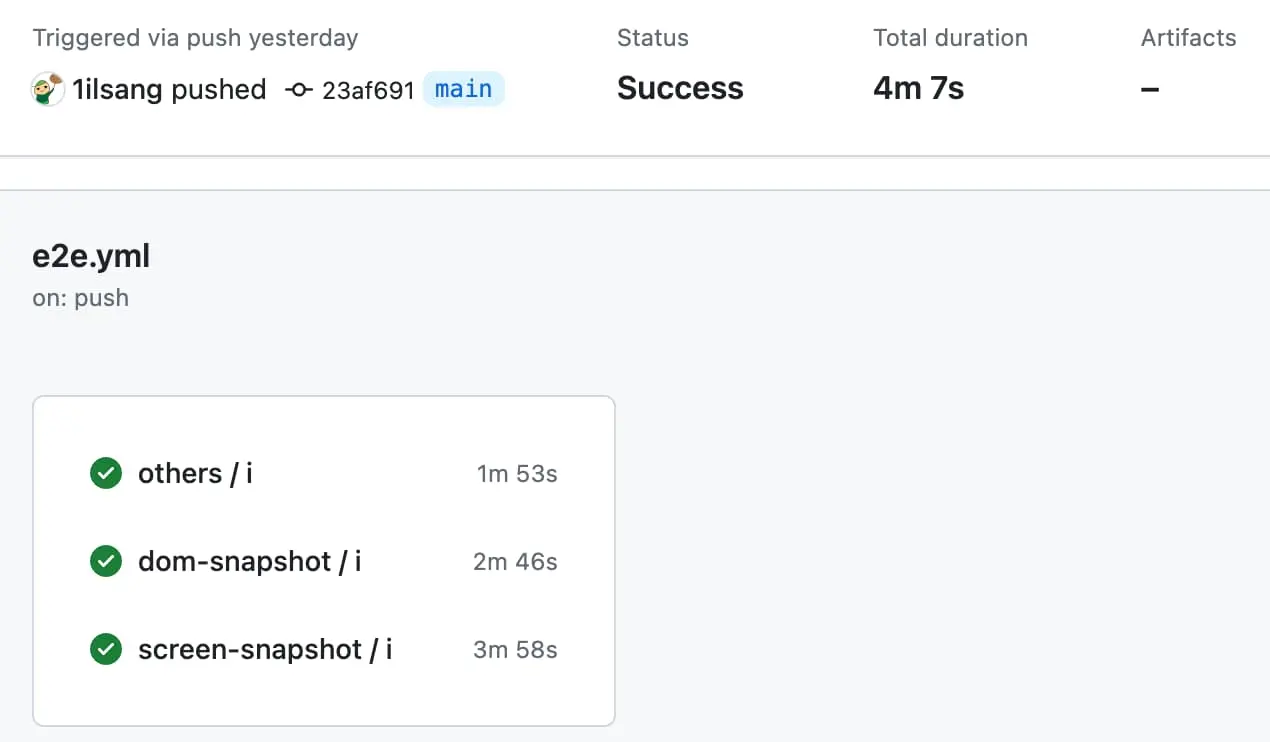 Triggered via push yesterday
1ilsang pushed 23af691 main
Status
Success
Total duration
4m 7s
Artifacts
–
e2e.yml
on: push
others / i 1m 53s
dom-snapshot / i 2m 46s
screen-snapshot / i 3m 58s